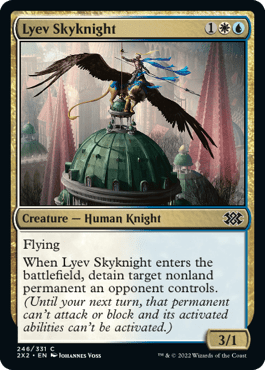 Lyev Skyknight 1
Creature — Human Knight
Flying
When Lyev Skyknight enters the
battlefield, detain target nonland
permanent an opponent controls.
(Until your next turn, that permanent
can't attack or block and its activated
abilities can't be activated.)
3/1
246/331 C
2X2 • EN Johannes Voss
™ & © 2022 Wizards of the Coast